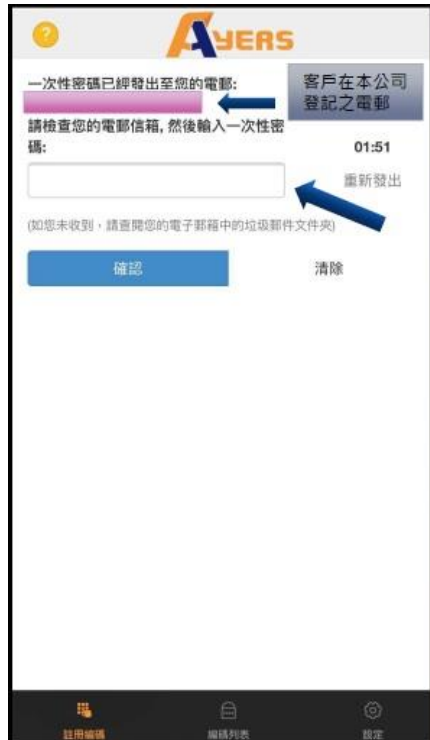 AYERS
一次性密碼已經發出至您的電郵:
客戶在本公司
登記之電郵
請檢查您的電郵信箱, 然後輸入一次性密
碼:
01:51
重新發出
(如您未收到，請查閱您的電子郵箱中的垃圾郵件文件夾)
確認
清除
註冊編碼
編碼列表
設定